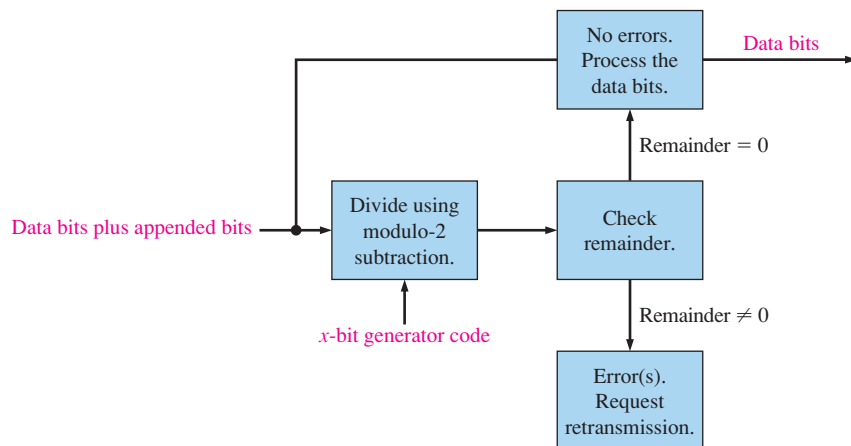 No errors.
Process the
data bits.
Data bits
Remainder = 0
Data bits plus appended bits
Divide using
modulo-2
subtraction.
Check
remainder.
x-bit generator code
Remainder ≠ 0
Error(s).
Request
retransmission.